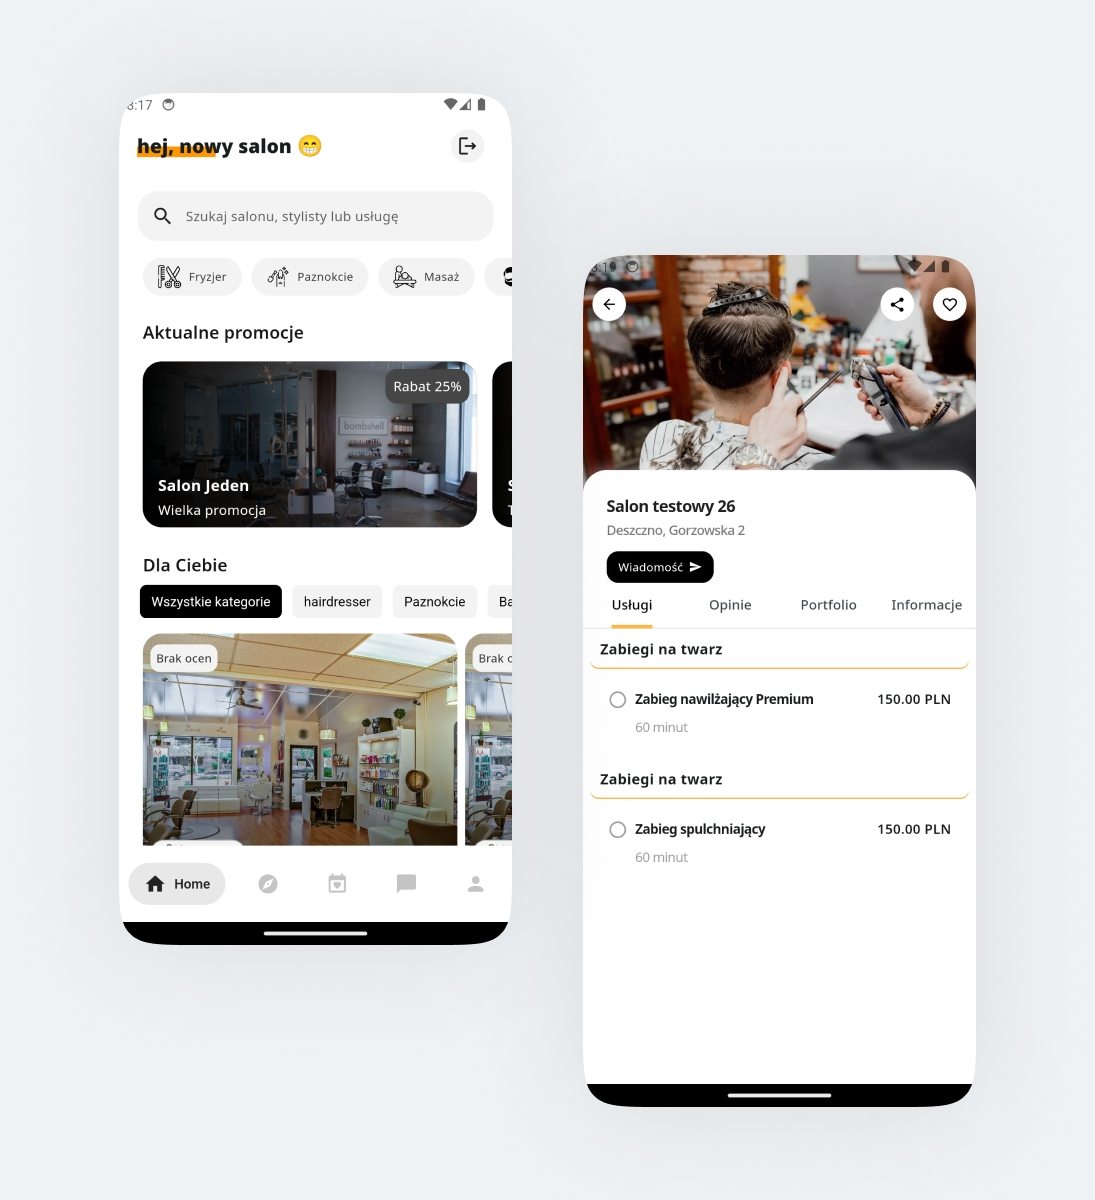 3:17
hej, nowy salon 😁
Szukaj salonu, stylisty lub usługę
Fryzjer
Paznokcie
Masaż
Aktualne promocje
Rabat 25%
bombshell
Salon Jeden
Wielka promocja
Dla Ciebie
Wszystkie kategorie
hairdresser
Paznokcie
Ba
Brak ocen
Brak o
Home
3:19
Salon testowy 26
Deszczno, Gorzowska 2
Wiadomość
Usługi
Opinie
Portfolio
Informacje
Zabiegi na twarz
Zabieg nawilżający Premium
150.00 PLN
60 minut
Zabiegi na twarz
Zabieg spulchniający
150.00 PLN
60 minut